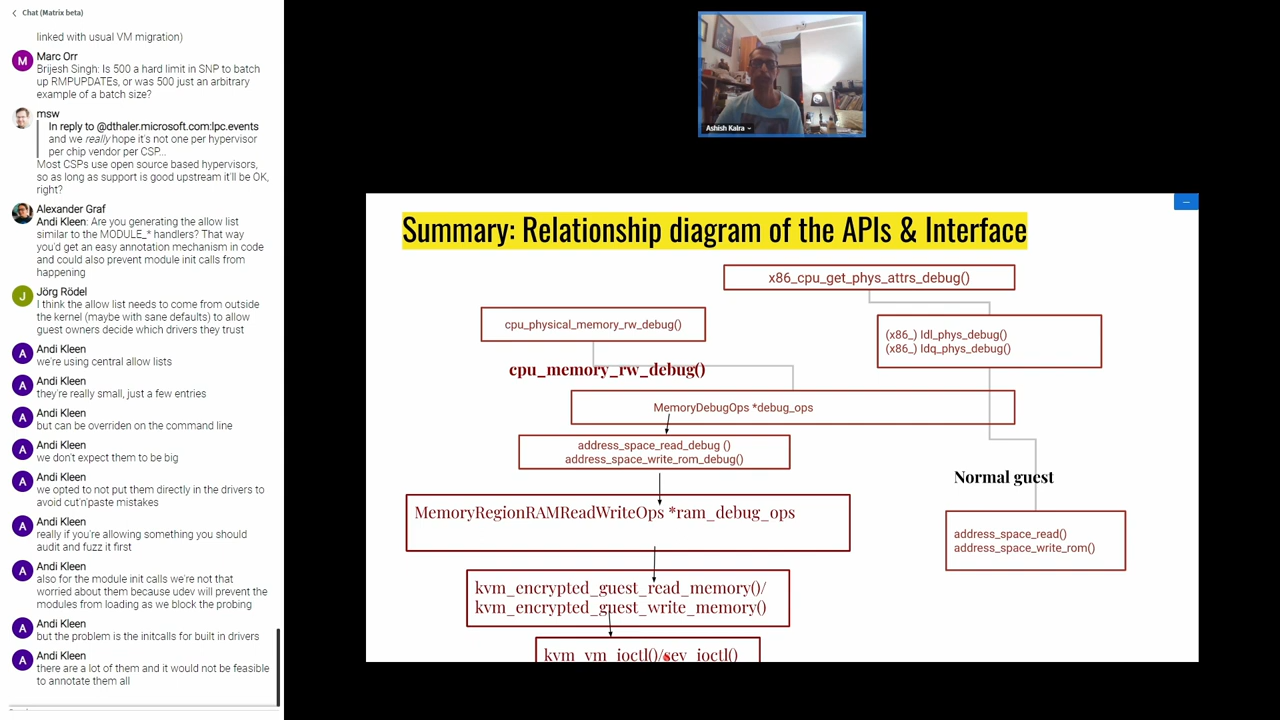 Chat (Matrix beta)
linked with usual VM migration)
Marc Orr
Brijesh Singh: Is 500 a hard limit in SNP to batch
up RMPUPDATEs, or was 500 just an arbitrary
example of a batch size?
msw
In reply to @dthaler.microsoft.com:lpc.events
and we really hope it's not one per hypervisor
per chip vendor per CSP...
Most CSPs use open source based hypervisors,
so as long as support is good upstream it'll be OK,
right?
Alexander Graf
Andi Kleen: Are you generating the allow list
similar to the MODULE_* handlers? That way
you'd get an easy annotation mechanism in code
and could also prevent module init calls from
happening
Jörg Rödel
I think the allow list needs to come from outside
the kernel (maybe with sane defaults) to allow
guest owners decide which drivers they trust
Andi Kleen
we're using central allow lists
Andi Kleen
they're really small, just a few entries
Andi Kleen
but can be overriden on the command line
Andi Kleen
we don't expect them to be big
Andi Kleen
we opted to not put them directly in the drivers to
avoid cut'n'paste mistakes
Andi Kleen
really if you're allowing something you should
audit and fuzz it first
Andi Kleen
also for the module init calls we're not that
worried about them because udev will prevent the
modules from loading as we block the probing
Andi Kleen
but the problem is the initcalls for built in drivers
Andi Kleen
there are a lot of them and it would not be feasible
to annotate them all
M
J
A
A
A
A
A
A
A
A
A
Ashish Kalra
Summary: Relationship diagram of the APIs & Interface
x86_cpu_get_phys_attrs_debug()
cpu_physical_memory_rw_debug()
(x86_) ldl_phys_debug()
(x86_) ldq_phys_debug()
cpu_memory_rw_debug()
MemoryDebugOps *debug_ops
address_space_read_debug ()
address_space_write_rom_debug()
Normal guest
MemoryRegionRAMReadWriteOps *ram_debug_ops
address_space_read()
address_space_write_rom()
kvm_encrypted_guest_read_memory()/
kvm_encrypted_guest_write_memory()
kvm_vm_ioctl()/sev_ioctl()